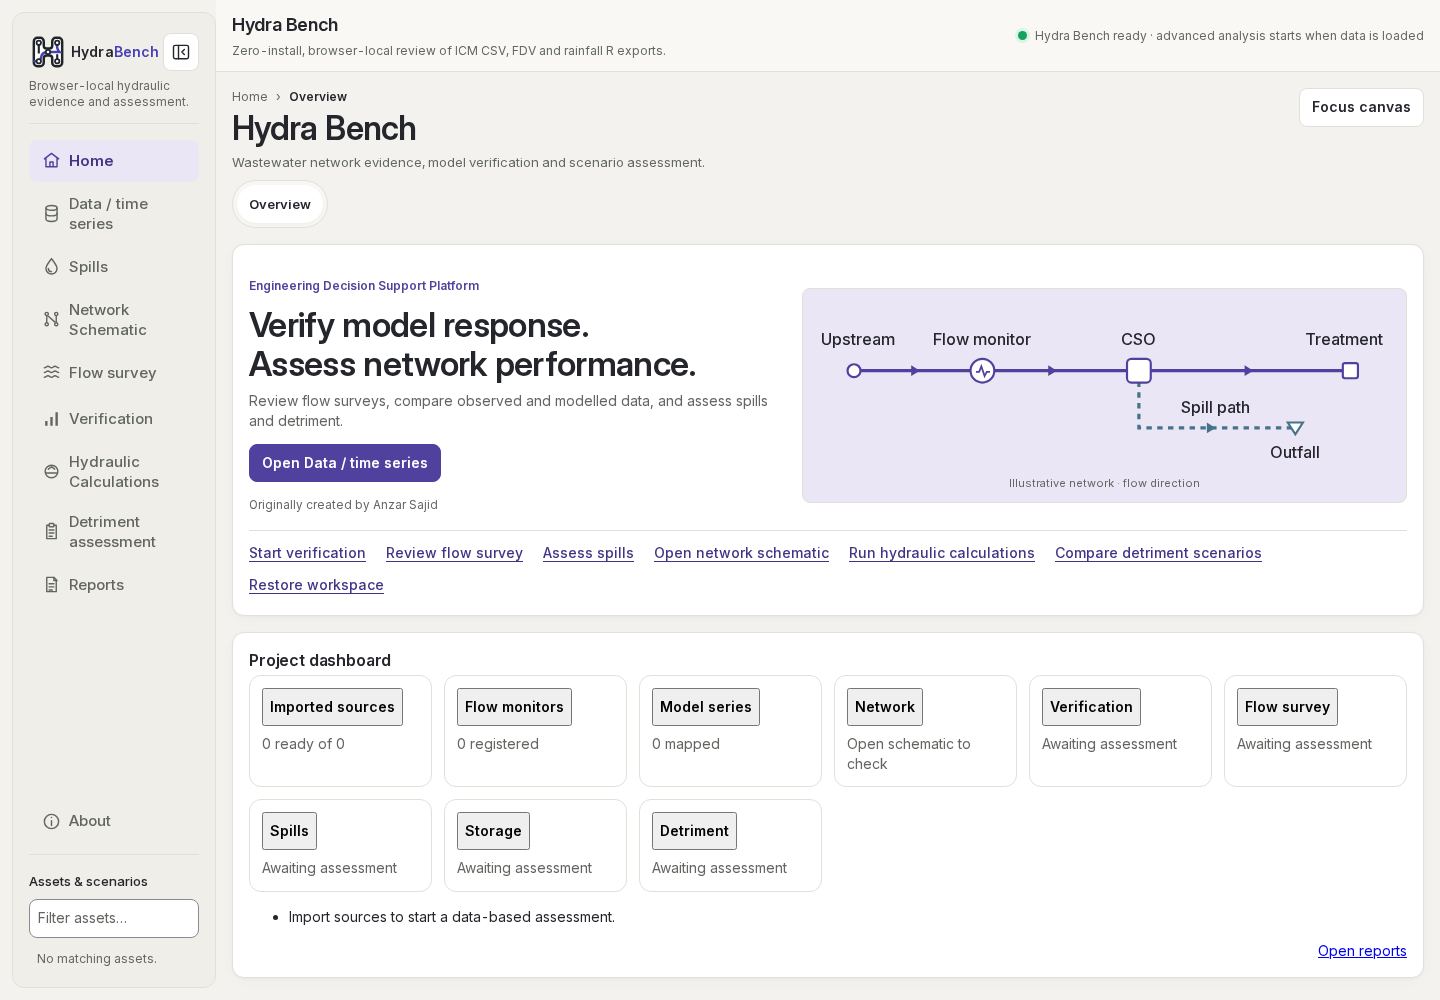 HydraBench
Browser-local hydraulic
evidence and assessment.
Home
Data / time
series
Spills
Network
Schematic
Flow survey
Verification
Hydraulic
Calculations
Detriment
assessment
Reports
About
Assets & scenarios
Filter assets…
No matching assets.
Hydra Bench
Zero-install, browser-local review of ICM CSV, FDV and rainfall R exports.
Hydra Bench ready · advanced analysis starts when data is loaded
Home › Overview
Hydra Bench
Wastewater network evidence, model verification and scenario assessment.
Focus canvas
Overview
Engineering Decision Support Platform
Verify model response.
Assess network performance.
Review flow surveys, compare observed and modelled data, and assess spills
and detriment.
Open Data / time series
Originally created by Anzar Sajid
Upstream Flow monitor CSO Treatment
Spill path
Outfall
Illustrative network · flow direction
Start verification Review flow survey Assess spills Open network schematic Run hydraulic calculations Compare detriment scenarios
Restore workspace
Project dashboard
Imported sources
0 ready of 0
Flow monitors
0 registered
Model series
0 mapped
Network
Open schematic to
check
Verification
Awaiting assessment
Flow survey
Awaiting assessment
Spills
Awaiting assessment
Storage
Awaiting assessment
Detriment
Awaiting assessment
• Import sources to start a data-based assessment.
Open reports